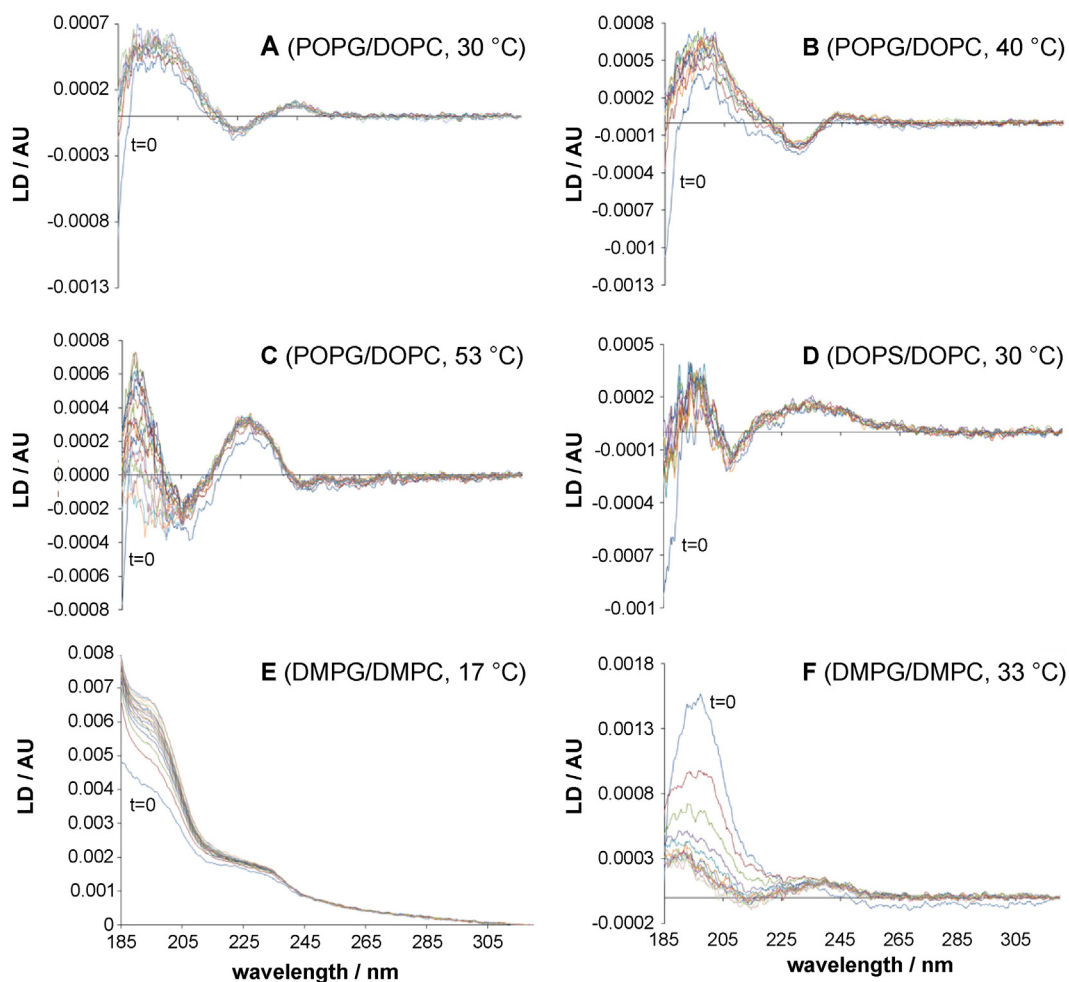 A (POPG/DOPC, 30 °C)
LD / AU
0.0007
0.0002
-0.0003
-0.0008
-0.0013
t=0
B (POPG/DOPC, 40 °C)
LD / AU
0.0008
0.0005
0.0002
-0.0001
-0.0004
-0.0007
-0.001
-0.0013
t=0
C (POPG/DOPC, 53 °C)
LD / AU
0.0008
0.0006
0.0004
0.0002
0.0000
-0.0002
-0.0004
-0.0006
-0.0008
t=0
D (DOPS/DOPC, 30 °C)
LD / AU
0.0005
0.0002
-0.0001
-0.0004
-0.0007
-0.001
t=0
E (DMPG/DMPC, 17 °C)
LD / AU
0.008
0.007
0.006
0.005
0.004
0.003
0.002
0.001
0
t=0
185 205 225 245 265 285 305
wavelength / nm
F (DMPG/DMPC, 33 °C)
LD / AU
0.0018
0.0013
0.0008
0.0003
-0.0002
t=0
185 205 225 245 265 285 305
wavelength / nm